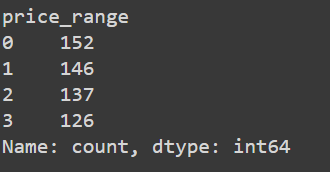 price_range
0    152
1    146
2    137
3    126
Name: count, dtype: int64